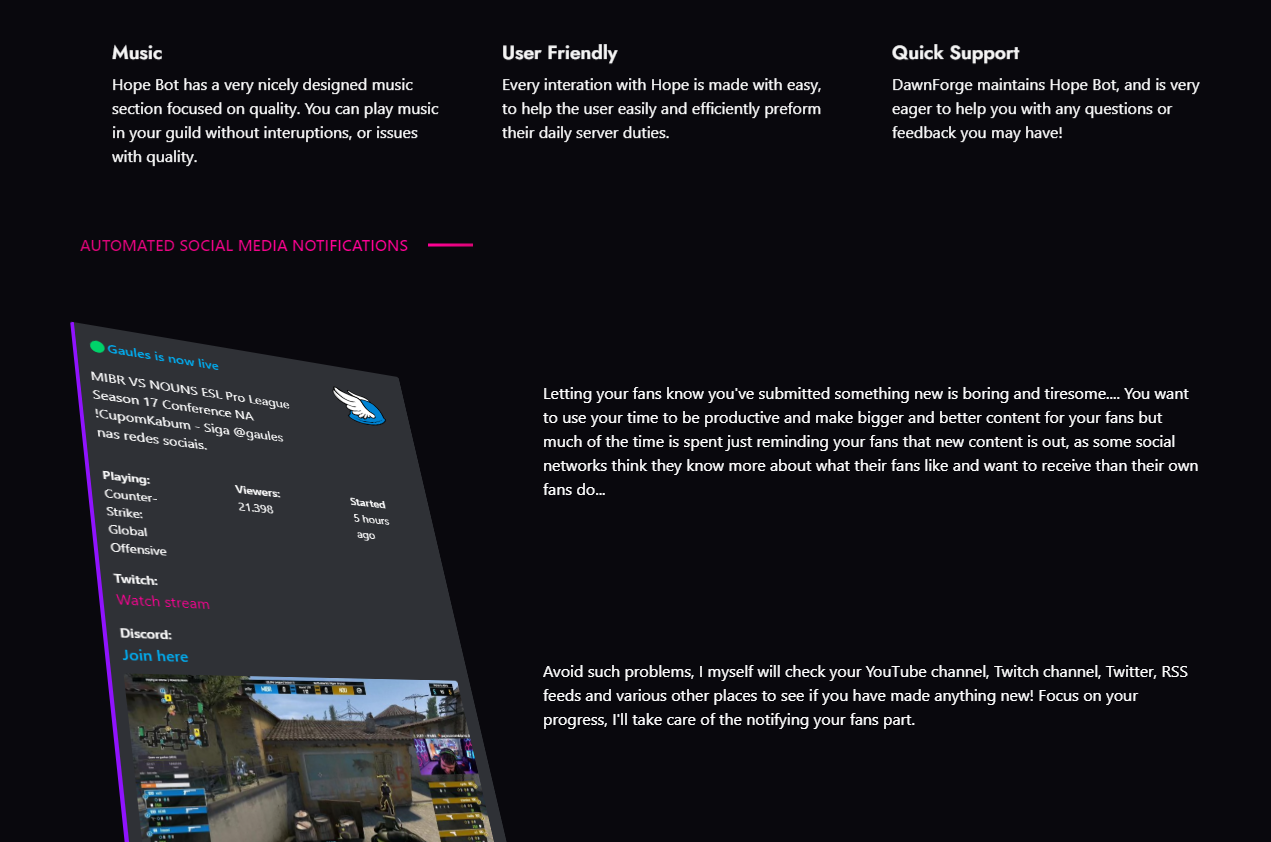 Music
Hope Bot has a very nicely designed music
section focused on quality. You can play music
in your guild without interuptions, or issues
with quality.
User Friendly
Every interation with Hope is made with easy,
to help the user easily and efficiently preform
their daily server duties.
Quick Support
DawnForge maintains Hope Bot, and is very
eager to help you with any questions or
feedback you may have!
AUTOMATED SOCIAL MEDIA NOTIFICATIONS
Gaules is now live
MIBR VS NOUNS ESL Pro League
Season 17 Conference NA
!CupomKabum - Siga @gaules
nas redes sociais.
Playing:
Counter-
Strike:
Global
Offensive
Viewers:
21.398
Started
5 hours
ago
Twitch:
Watch stream
Discord:
Join here
Letting your fans know you've submitted something new is boring and tiresome.... You want
to use your time to be productive and make bigger and better content for your fans but
much of the time is spent just reminding your fans that new content is out, as some social
networks think they know more about what their fans like and want to receive than their own
fans do...
Avoid such problems, I myself will check your YouTube channel, Twitch channel, Twitter, RSS
feeds and various other places to see if you have made anything new! Focus on your
progress, I'll take care of the notifying your fans part.